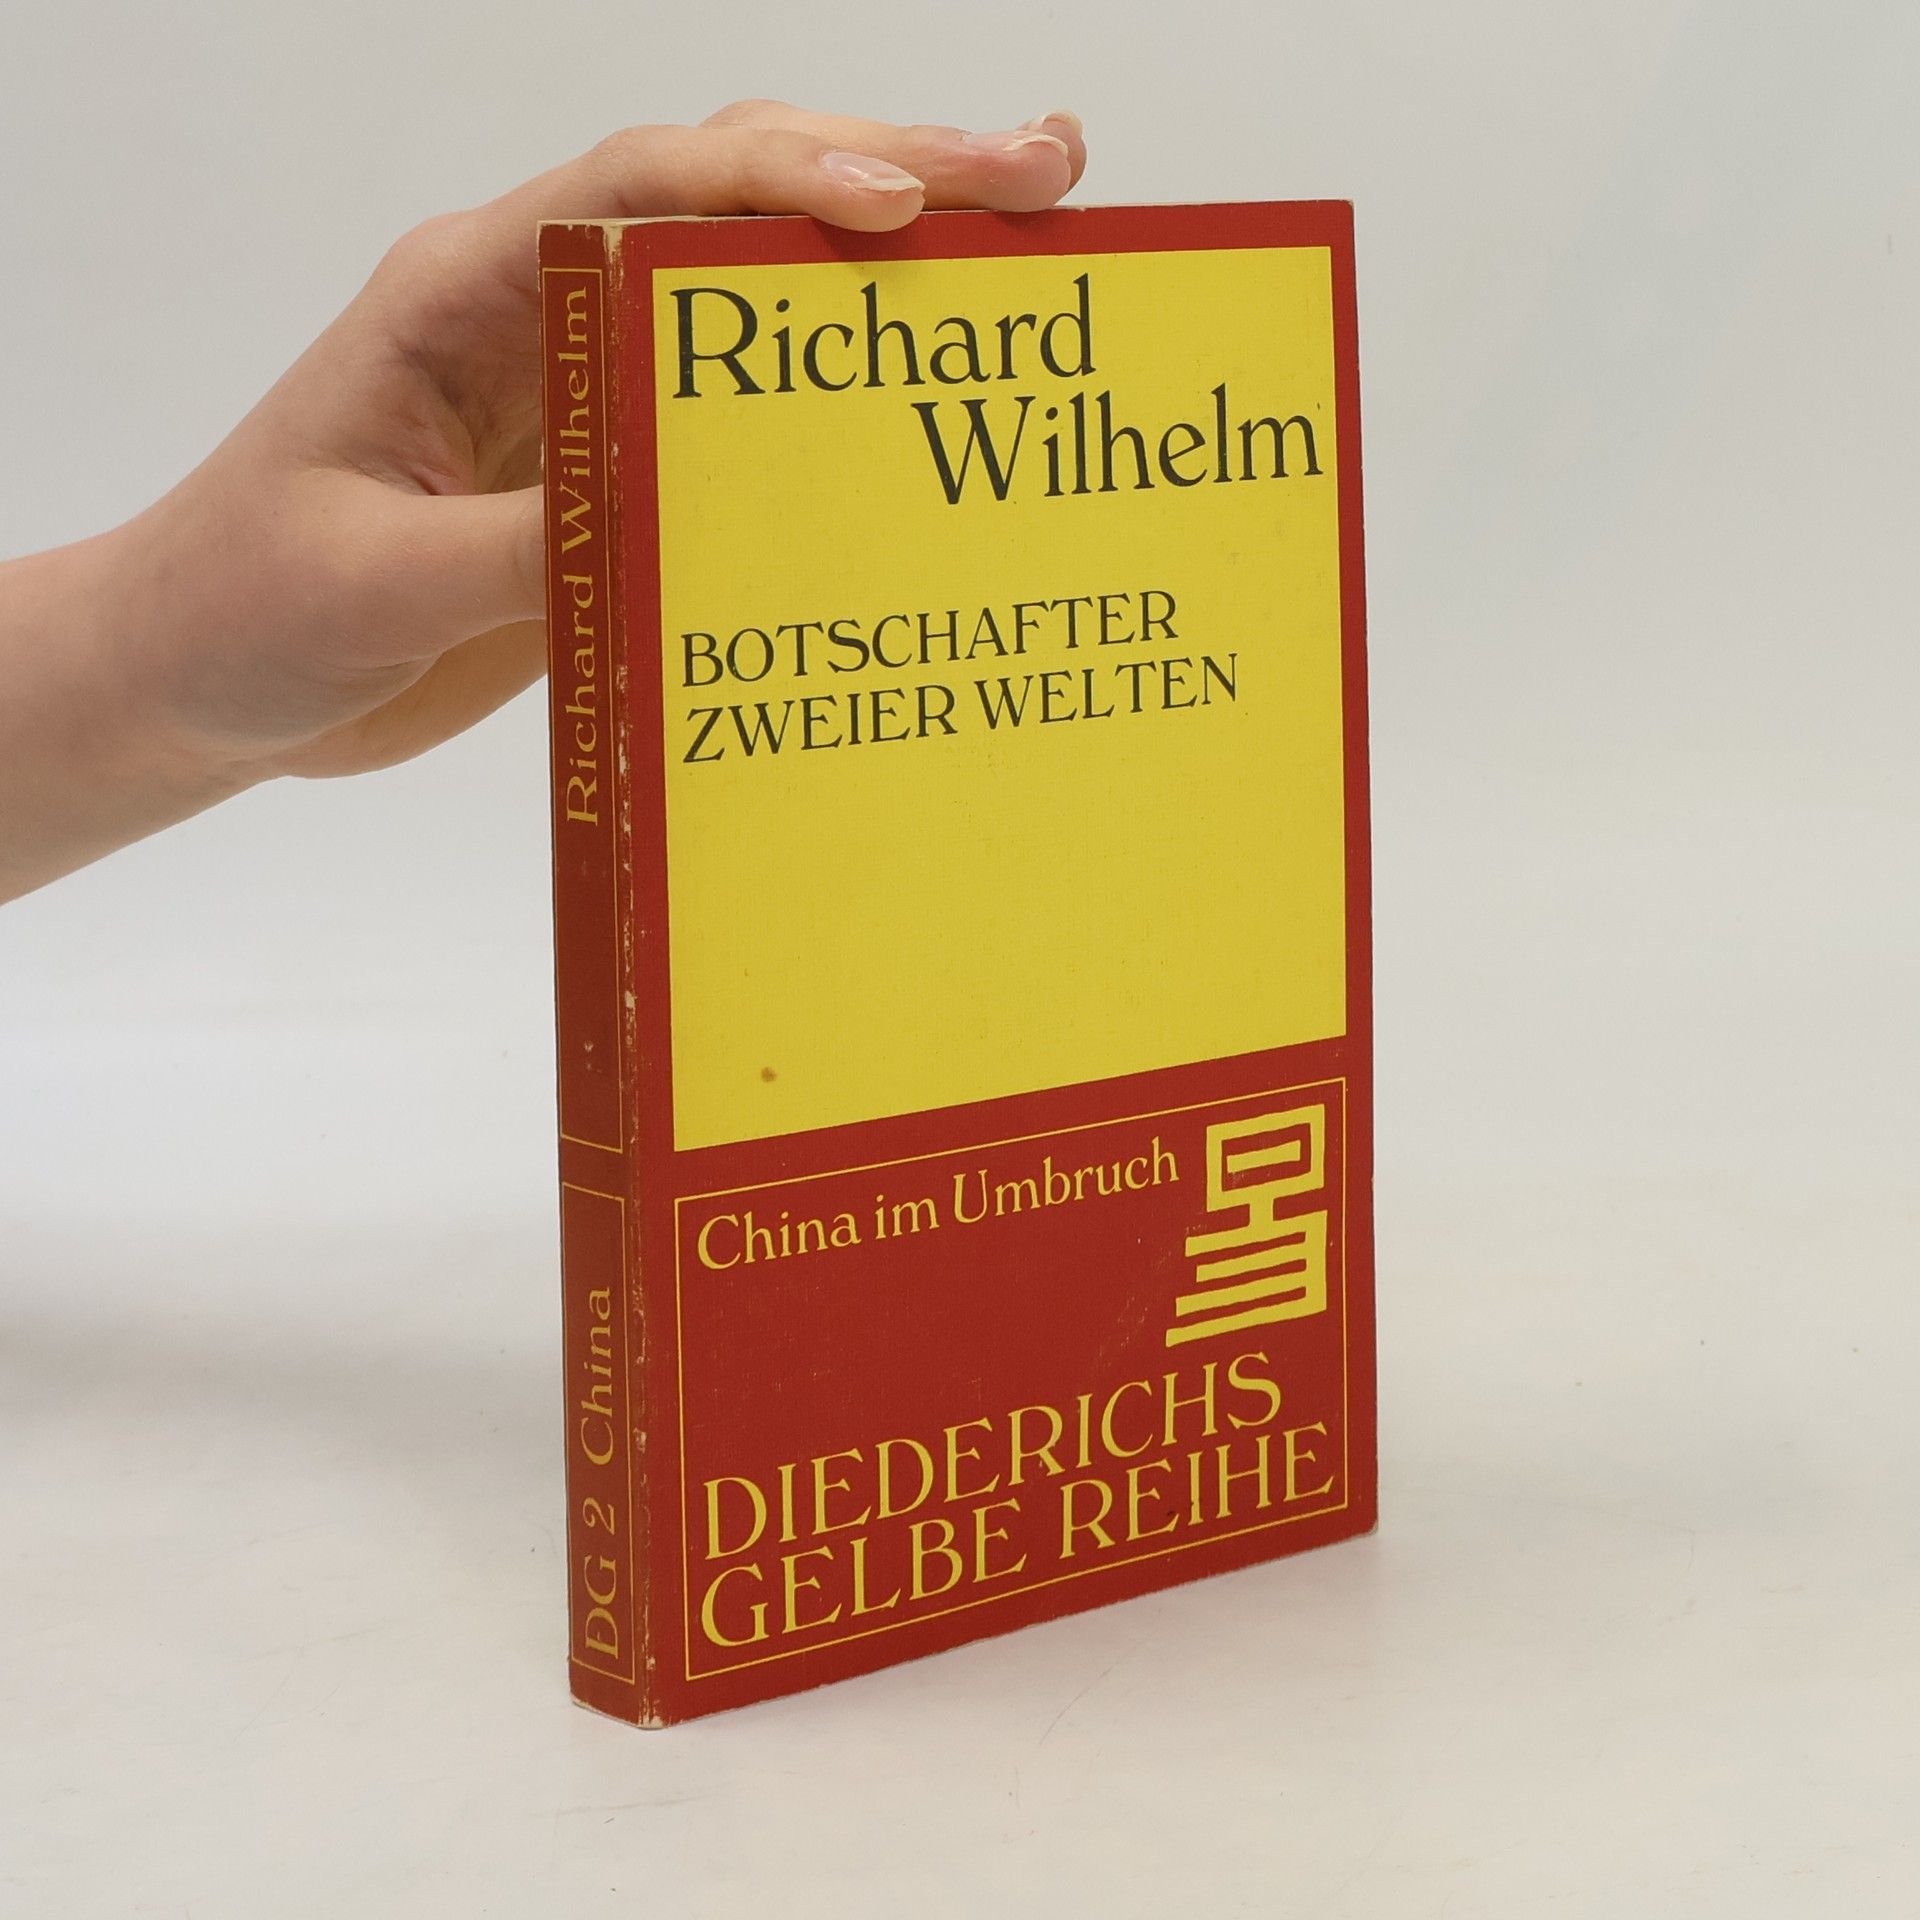 Richard Wilhelm
DG 2 China
Richard
Wilhelm
BOTSCHAFTER
ZWEIER WELTEN
China im Umbruch
DIEDERICHS
GELBE REIHE